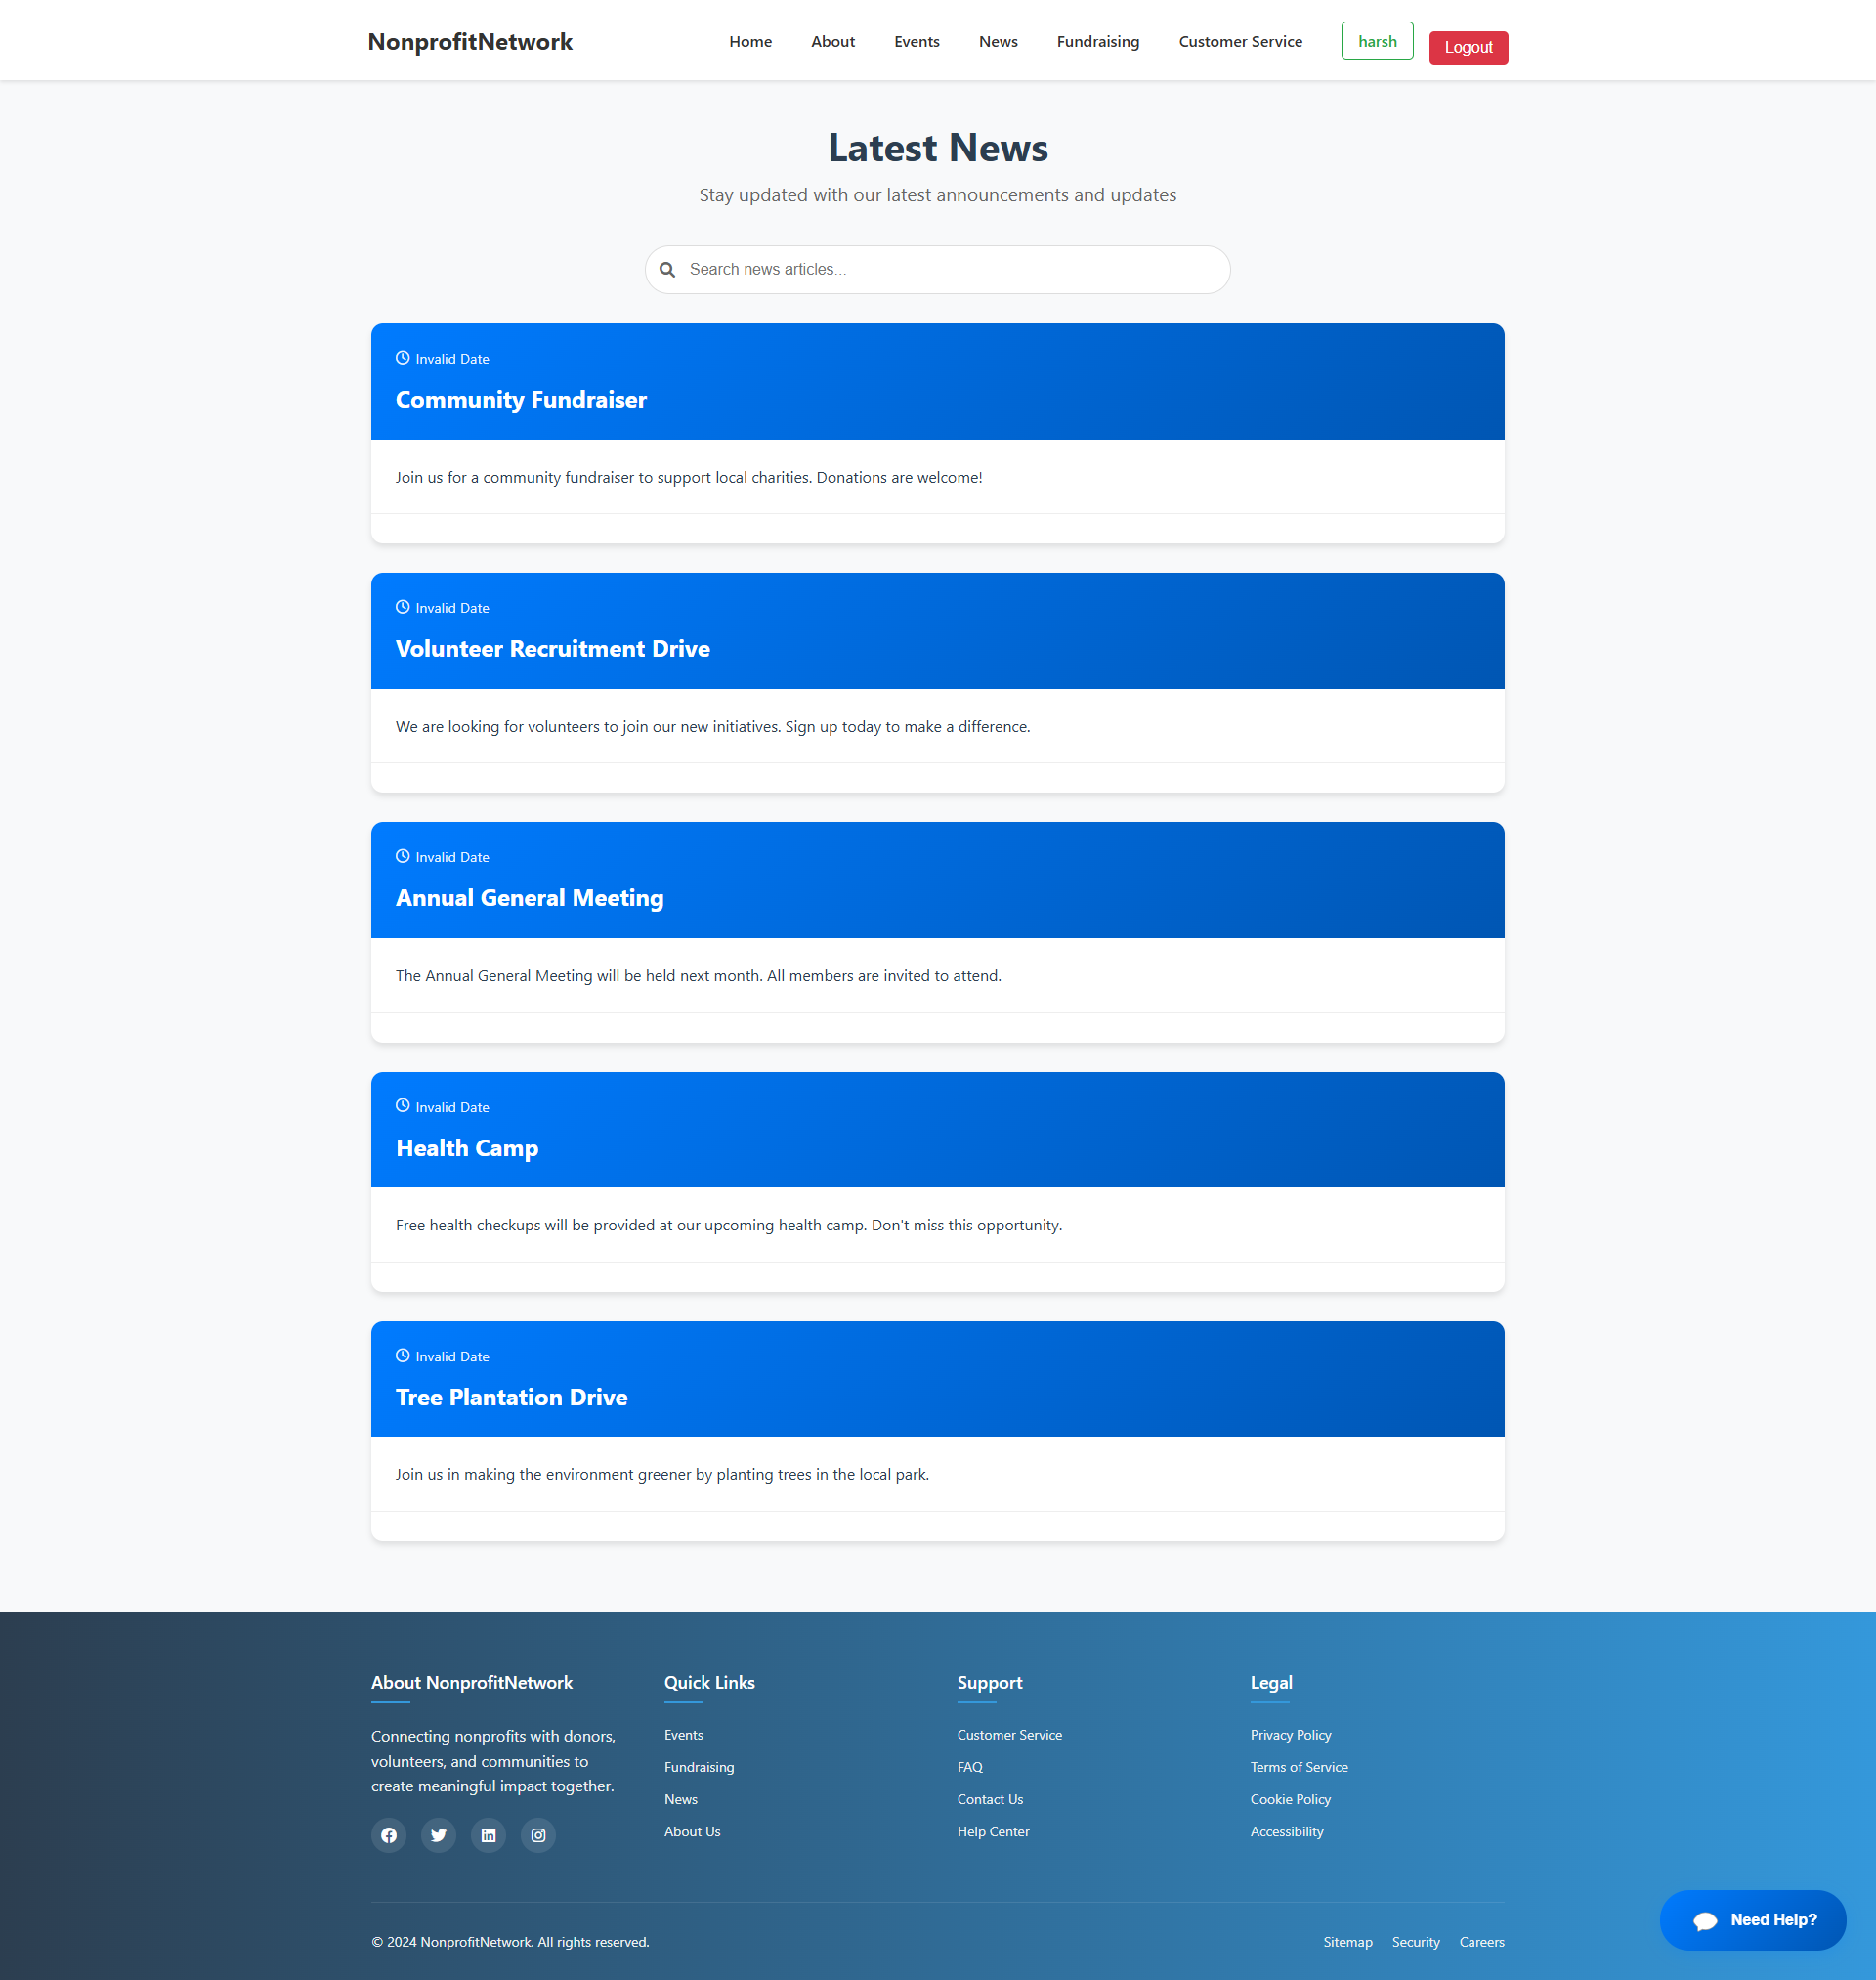 NonprofitNetwork
Home About Events News Fundraising Customer Service harsh Logout
Latest News
Stay updated with our latest announcements and updates
Search news articles...
Invalid Date
Community Fundraiser
Join us for a community fundraiser to support local charities. Donations are welcome!
Invalid Date
Volunteer Recruitment Drive
We are looking for volunteers to join our new initiatives. Sign up today to make a difference.
Invalid Date
Annual General Meeting
The Annual General Meeting will be held next month. All members are invited to attend.
Invalid Date
Health Camp
Free health checkups will be provided at our upcoming health camp. Don't miss this opportunity.
Invalid Date
Tree Plantation Drive
Join us in making the environment greener by planting trees in the local park.
About NonprofitNetwork
Connecting nonprofits with donors,
volunteers, and communities to
create meaningful impact together.
Quick Links
Events
Fundraising
News
About Us
Support
Customer Service
FAQ
Contact Us
Help Center
Legal
Privacy Policy
Terms of Service
Cookie Policy
Accessibility
Need Help?
© 2024 NonprofitNetwork. All rights reserved.
Sitemap Security Careers